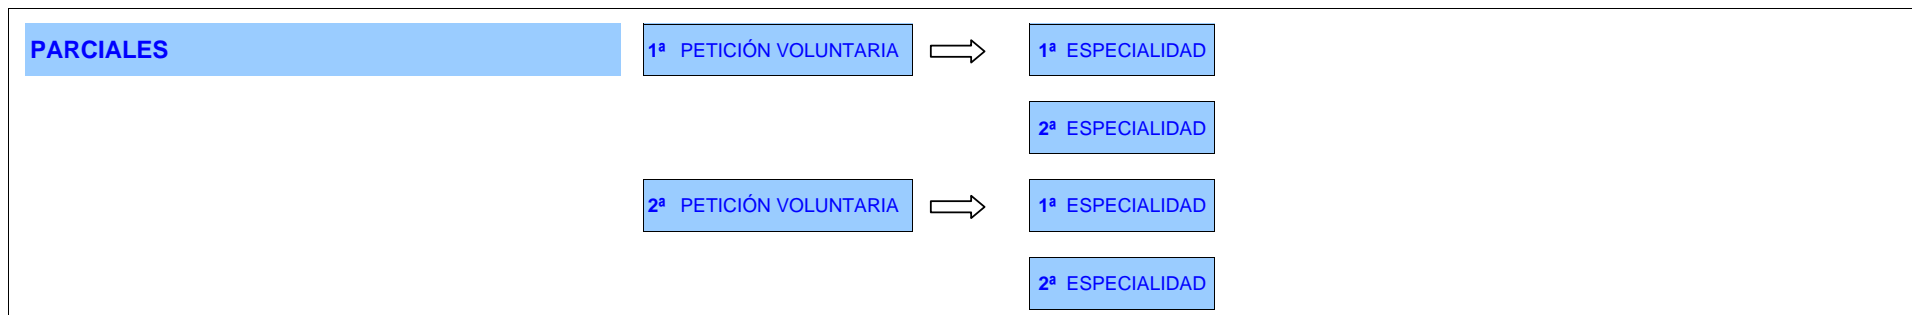 PARCIALES 1ª PETICIÓN VOLUNTARIA 1ª ESPECIALIDAD
2ª ESPECIALIDAD
2ª PETICIÓN VOLUNTARIA 1ª ESPECIALIDAD
2ª ESPECIALIDAD